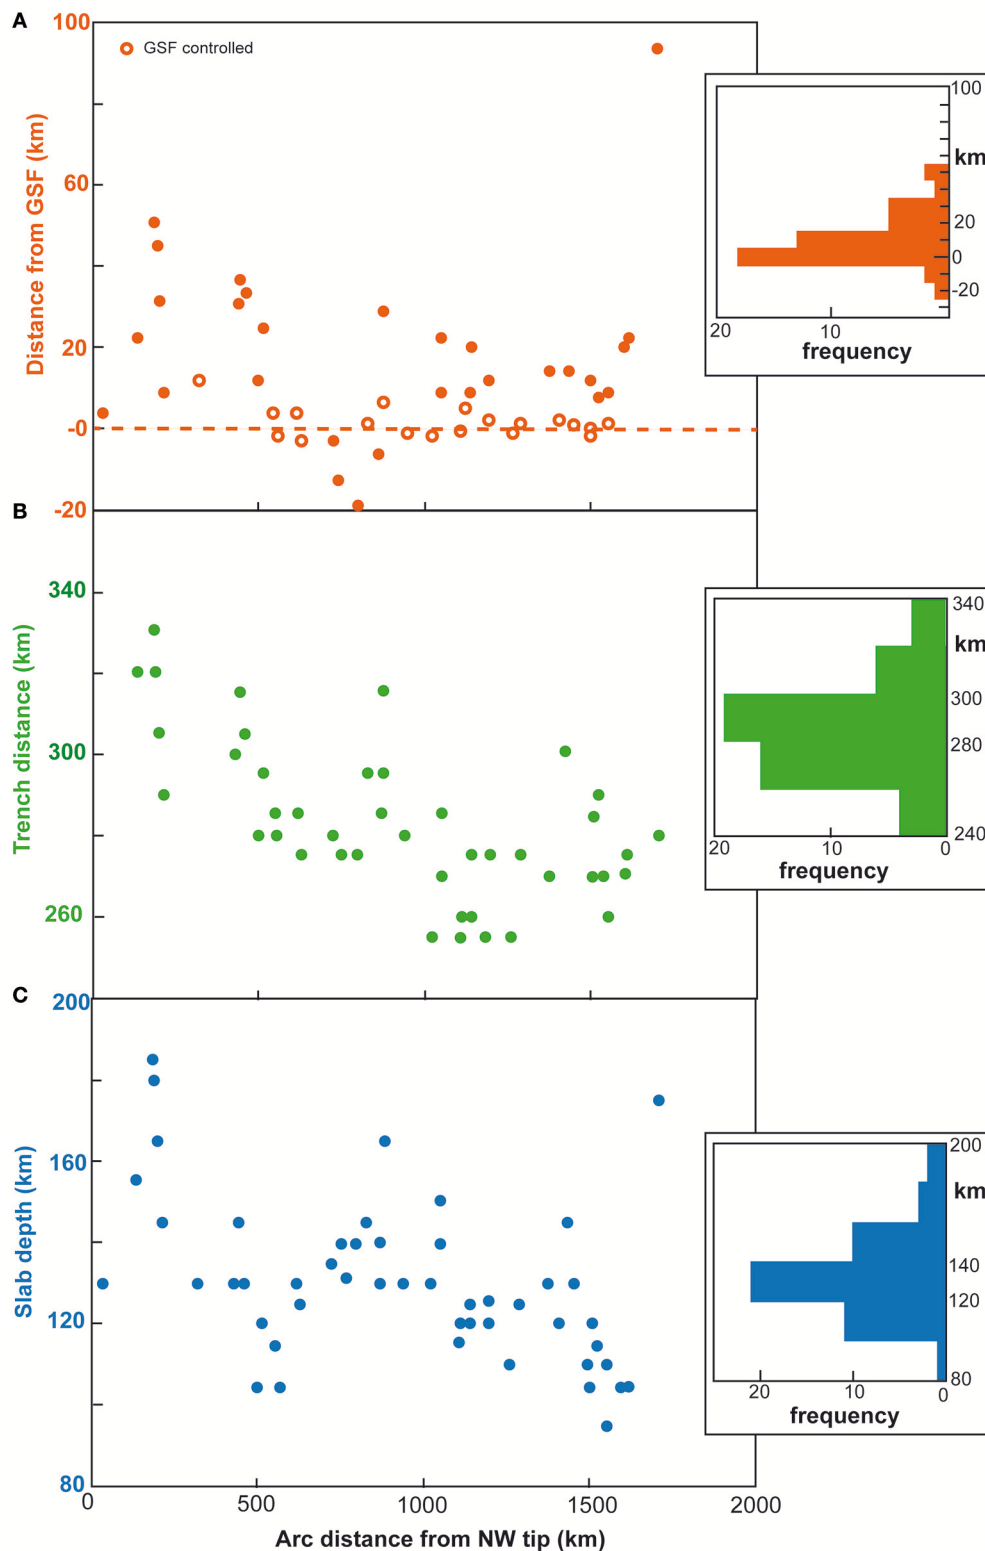 A
100
GSF controlled
60
20
-0
-20
Distance from GSF (km)
100
km
20
0
-20
20
10
frequency
B
340
300
260
Trench distance (km)
340
km
300
280
240
20
10
0
frequency
C
200
160
120
80
Slab depth (km)
200
km
140
120
80
20
10
0
frequency
0
500
1000
1500
2000
Arc distance from NW tip (km)